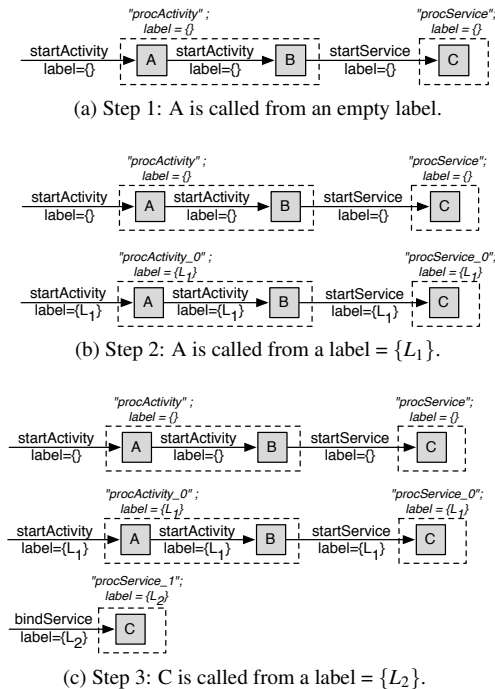 "procActivity" ; "procService" ;
label = {} label = {}
startActivity A startActivity B startService C
label={} label={} label={}
(a) Step 1: A is called from an empty label.
"procActivity" ; "procService";
label = {} label = {}
startActivity A startActivity B startService C
label={} label={} label={}
"procActivity_0" ; "procService_0";
label = {L1} label = {L1}
startActivity A startActivity B startService C
label={L1} label={L1} label={L1}
(b) Step 2: A is called from a label = {L1}.
"procActivity" ; "procService";
label = {} label = {}
startActivity A startActivity B startService C
label={} label={} label={}
"procActivity_0" ; "procService_0";
label = {L1} label = {L1}
startActivity A startActivity B startService C
label={L1} label={L1} label={L1}
"procService_1";
label = {L2}
bindService C
label={L2}
(c) Step 3: C is called from a label = {L2}.